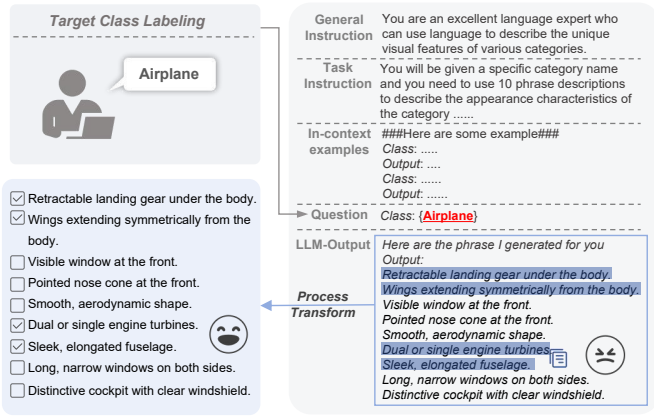 Target Class Labeling
Airplane
General Instruction
You are an excellent language expert who
can use language to describe the unique
visual features of various categories.
Task Instruction
You will be given a specific category name
and you need to use 10 phrase descriptions
to describe the appearance characteristics of
the category ......
In-context examples
###Here are some example###
Class: .....
Output: ....
Class: ......
Output: ......
Question
Class: {Airplane}
LLM-Output
Here are the phrase I generated for you
Output:
Retractable landing gear under the body.
Wings extending symmetrically from the body.
Visible window at the front.
Pointed nose cone at the front.
Smooth, aerodynamic shape.
Dual or single engine turbines.
Sleek, elongated fuselage.
Long, narrow windows on both sides.
Distinctive cockpit with clear windshield.
Process
Transform
Retractable landing gear under the body.
Wings extending symmetrically from the
body.
Visible window at the front.
Pointed nose cone at the front.
Smooth, aerodynamic shape.
Dual or single engine turbines.
Sleek, elongated fuselage.
Long, narrow windows on both sides.
Distinctive cockpit with clear windshield.